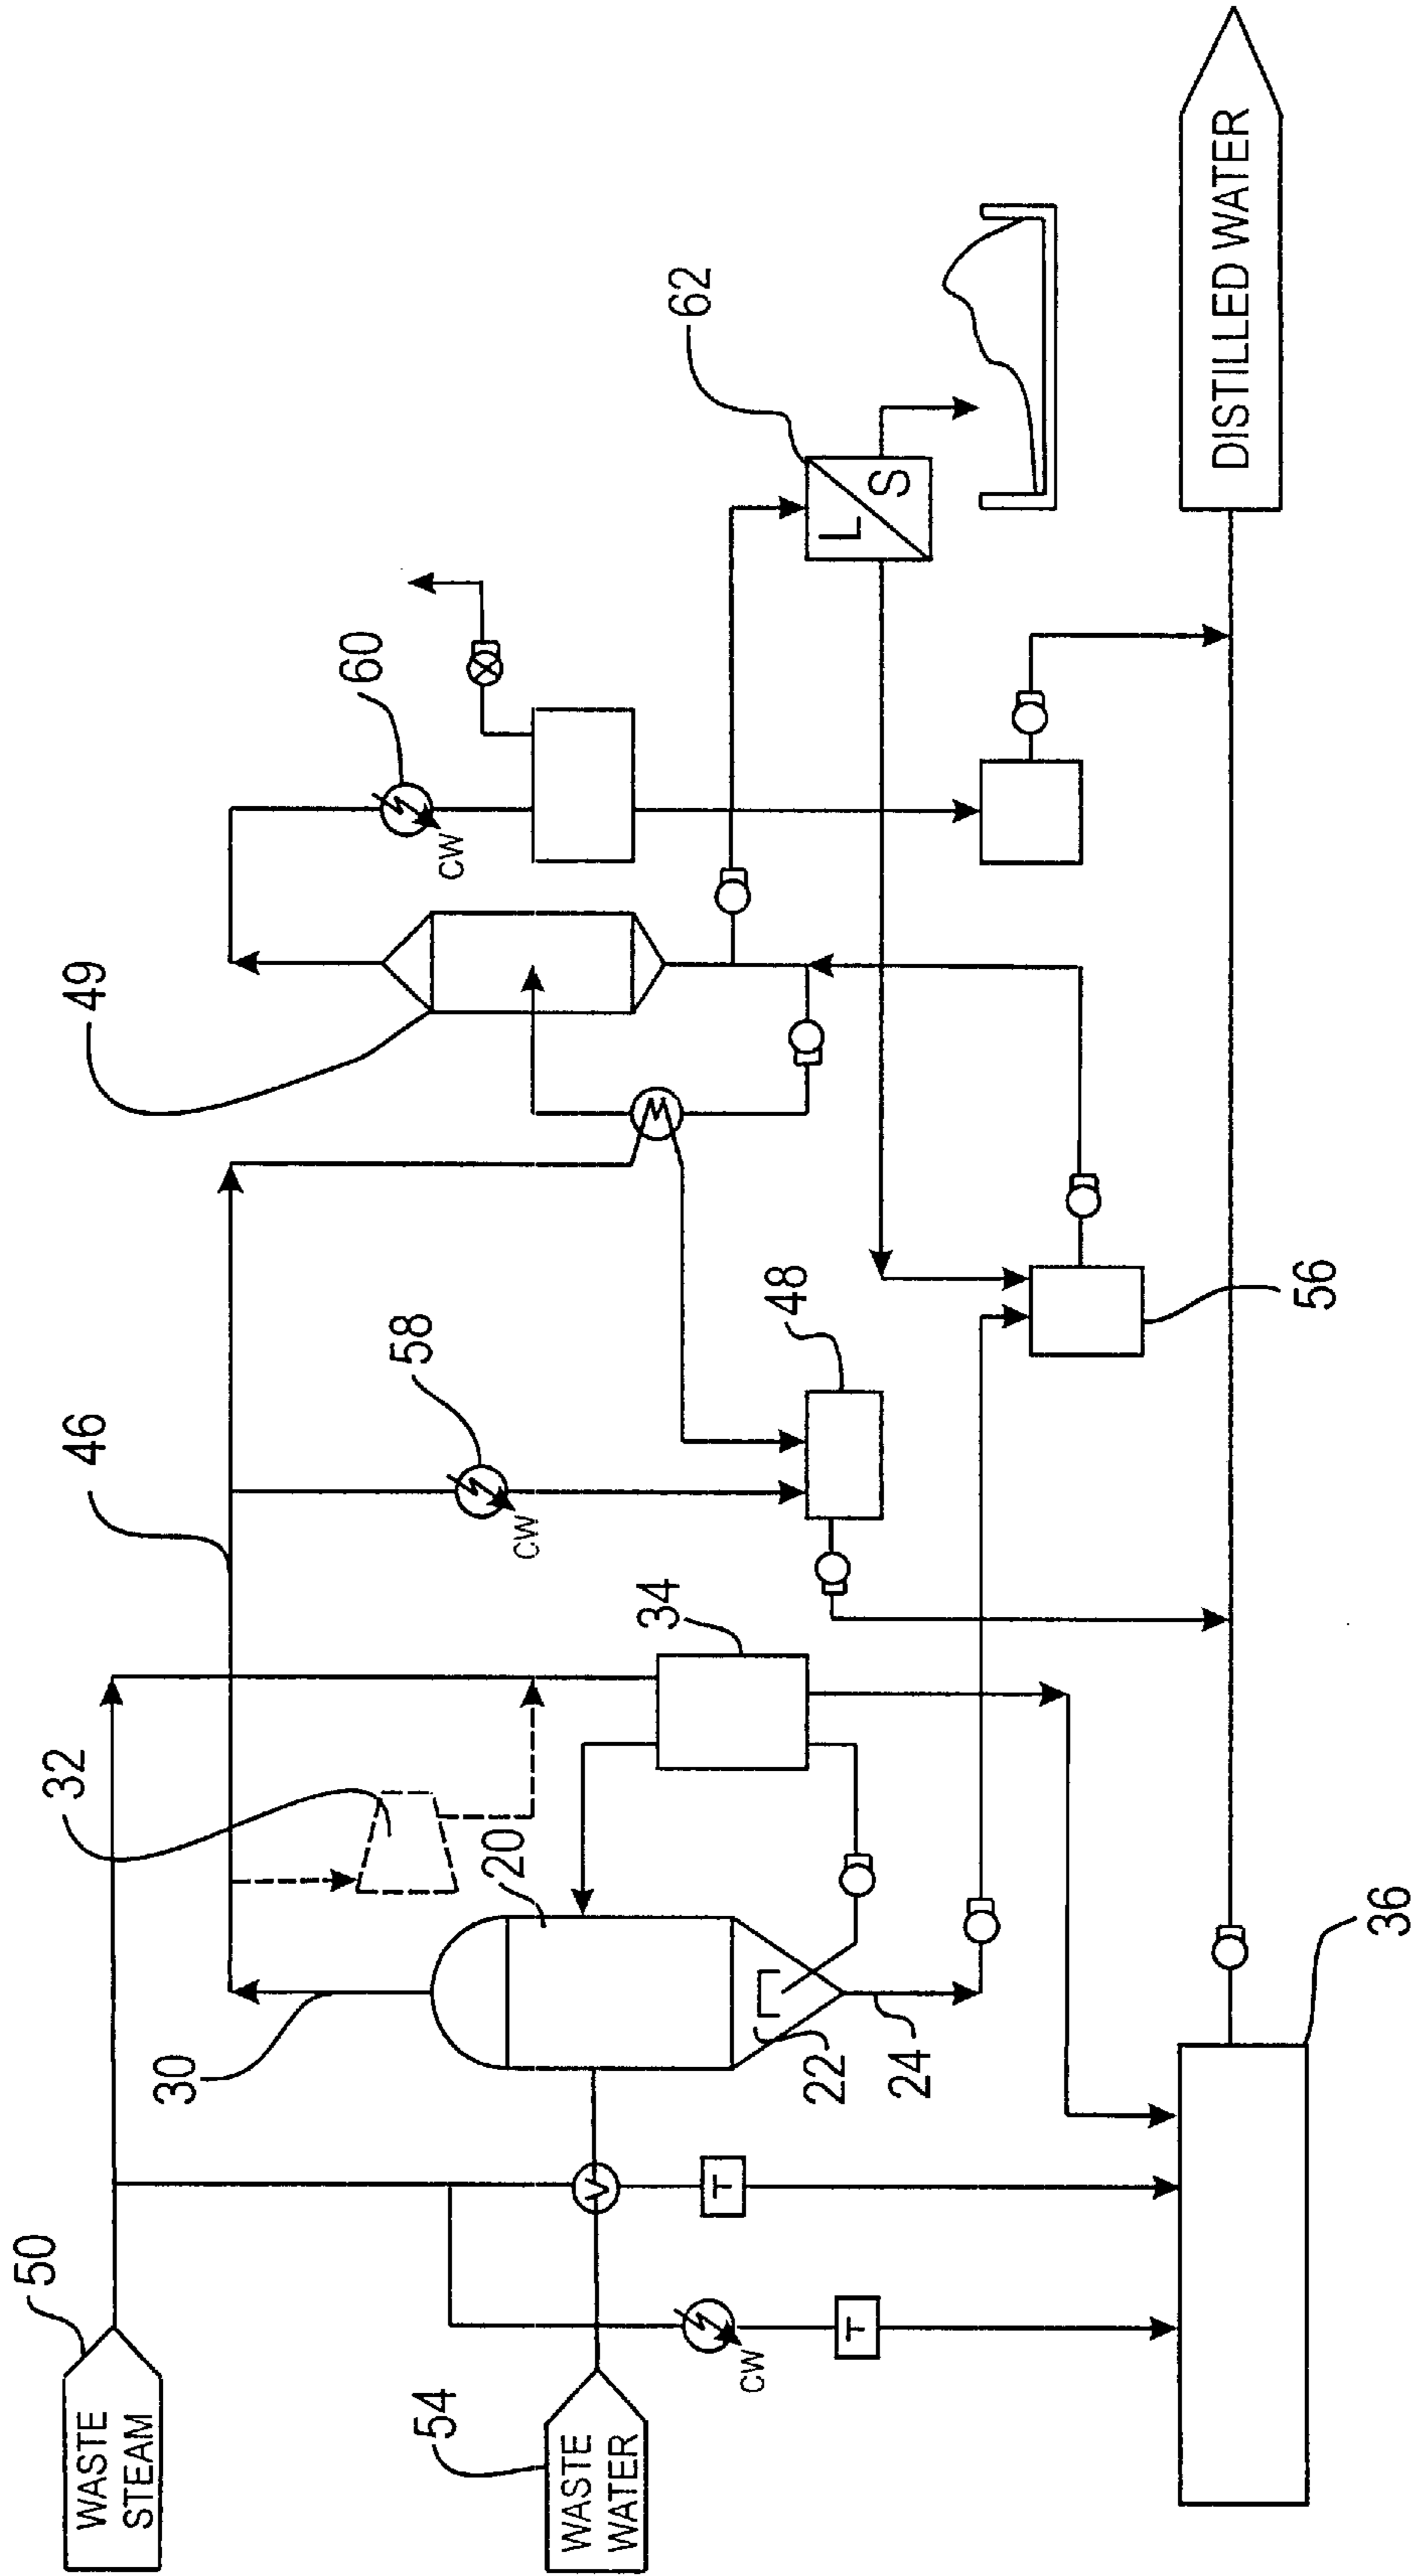 WASTE
STEAM
50
WASTE
WATER
54
30
32
20
22
24
34
46
58
CW
48
49
60
CW
62
L
S
V
T
CW
T
36
56
DISTILLED WATER